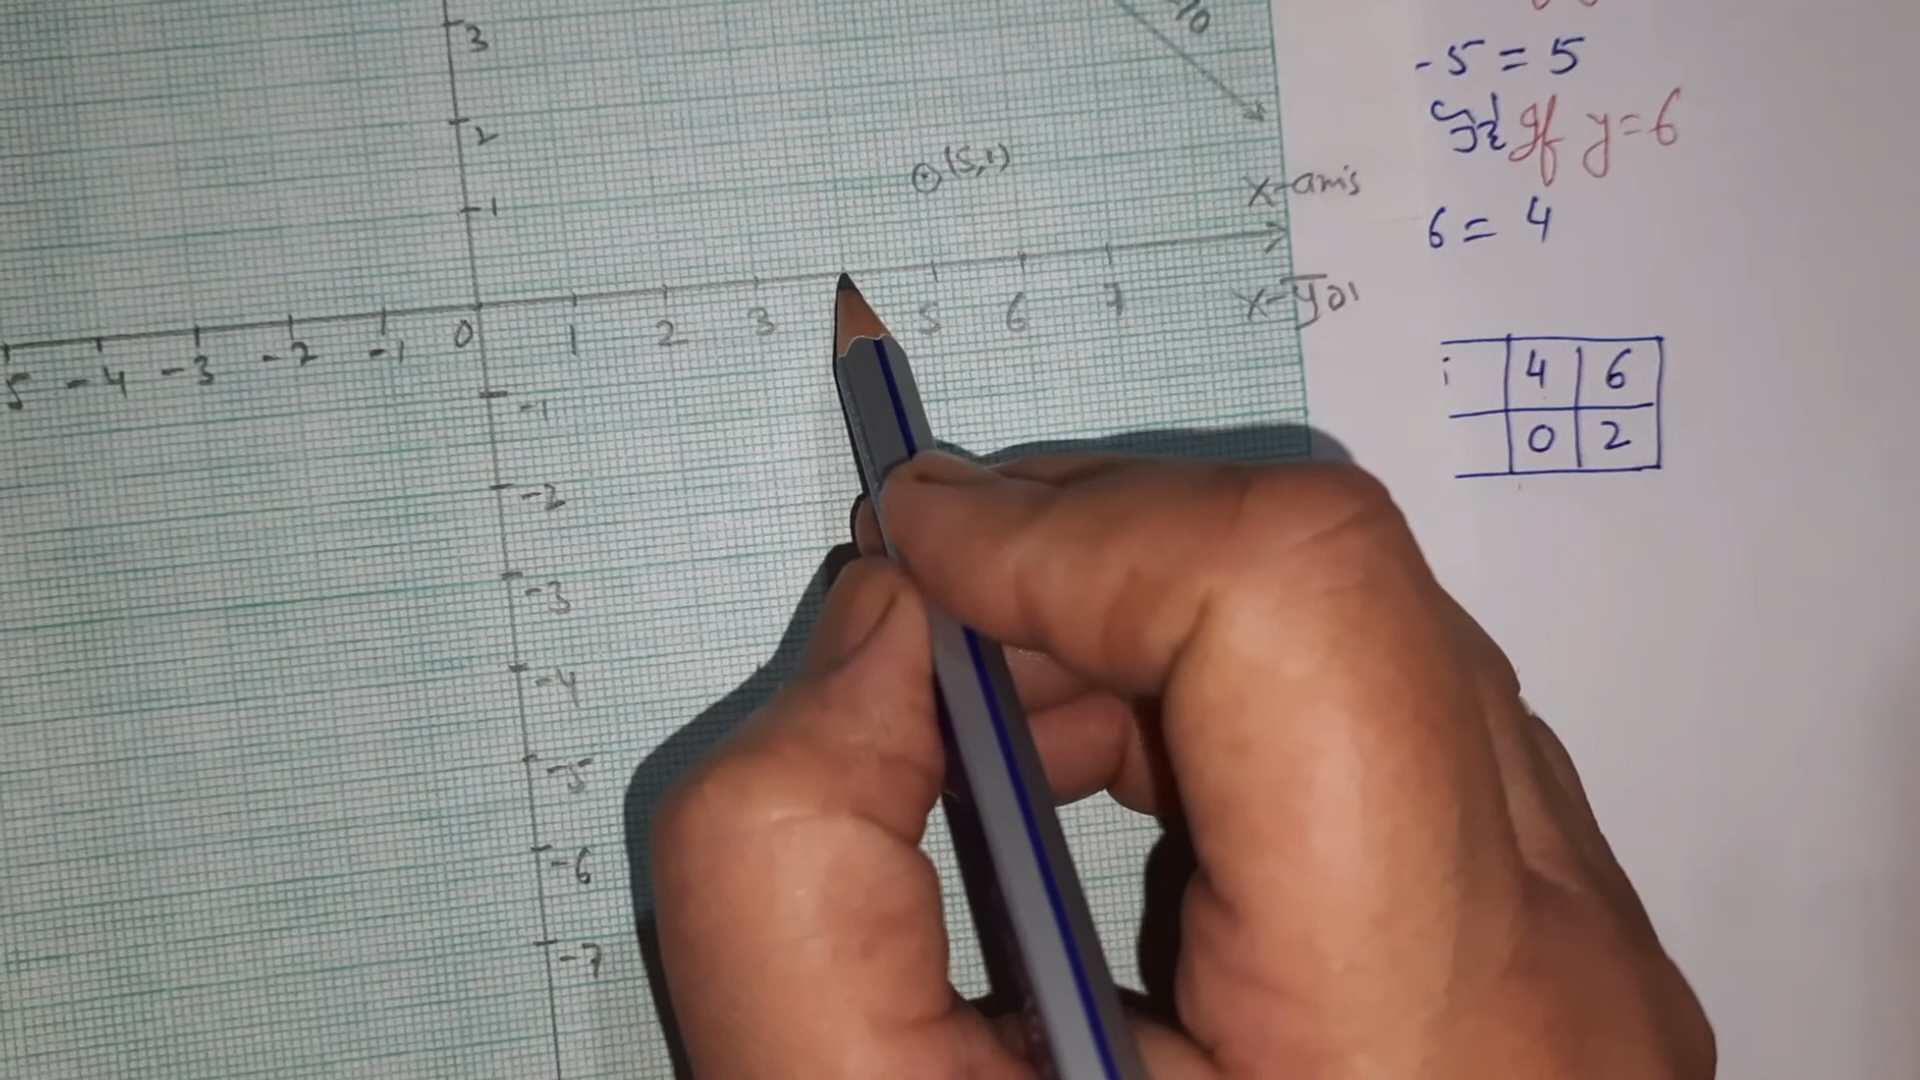 3
2
1
(5,1)
10
x-axis
0 1 2 3 5 6 7
5 -4 -3 -2 -1
-1
-2
-3
-4
-5
-6
-7
-5 = 5
If y=6
6 = 4
4 6
0 2